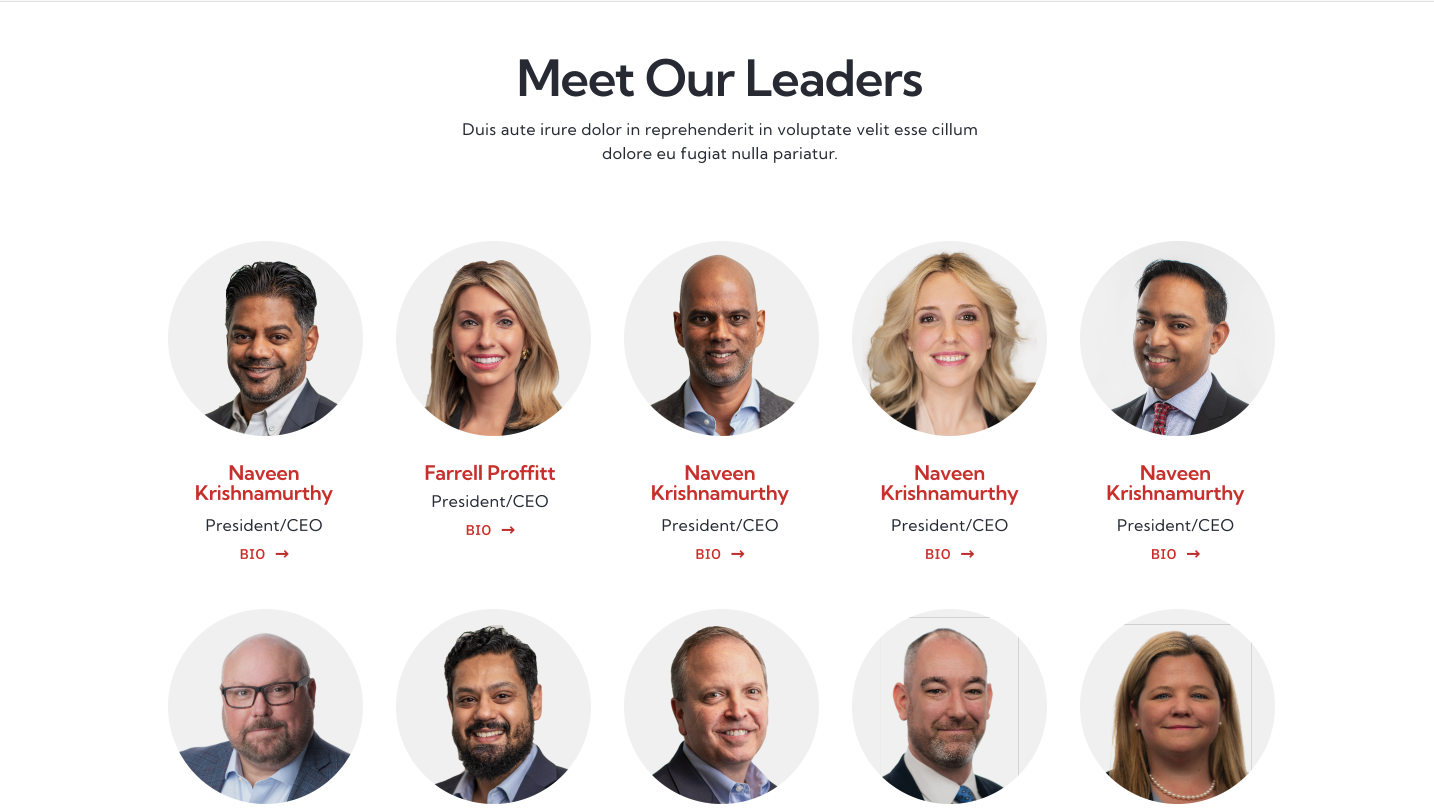 Meet Our Leaders
Duis aute irure dolor in reprehenderit in voluptate velit esse cillum
dolore eu fugiat nulla pariatur.
Naveen
Krishnamurthy
President/CEO
BIO →
Farrell Proffitt
President/CEO
BIO →
Naveen
Krishnamurthy
President/CEO
BIO →
Naveen
Krishnamurthy
President/CEO
BIO →
Naveen
Krishnamurthy
President/CEO
BIO →